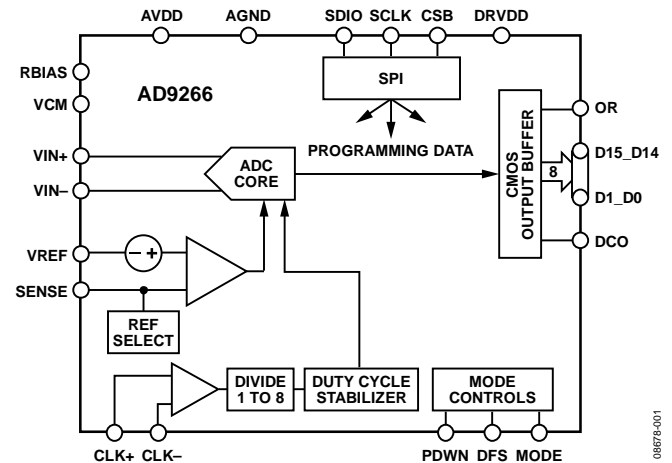 AVDD AGND SDIO SCLK CSB DRVDD
RBIAS
VCM
AD9266
SPI
PROGRAMMING DATA
VIN+
VIN–
ADC
CORE
CMOS
OUTPUT BUFFER
OR
8
D15_D14
D1_D0
DCO
VREF
– +
SENSE
REF
SELECT
DIVIDE
1 TO 8
DUTY CYCLE
STABILIZER
MODE
CONTROLS
CLK+ CLK–
PDWN DFS MODE
08678-001